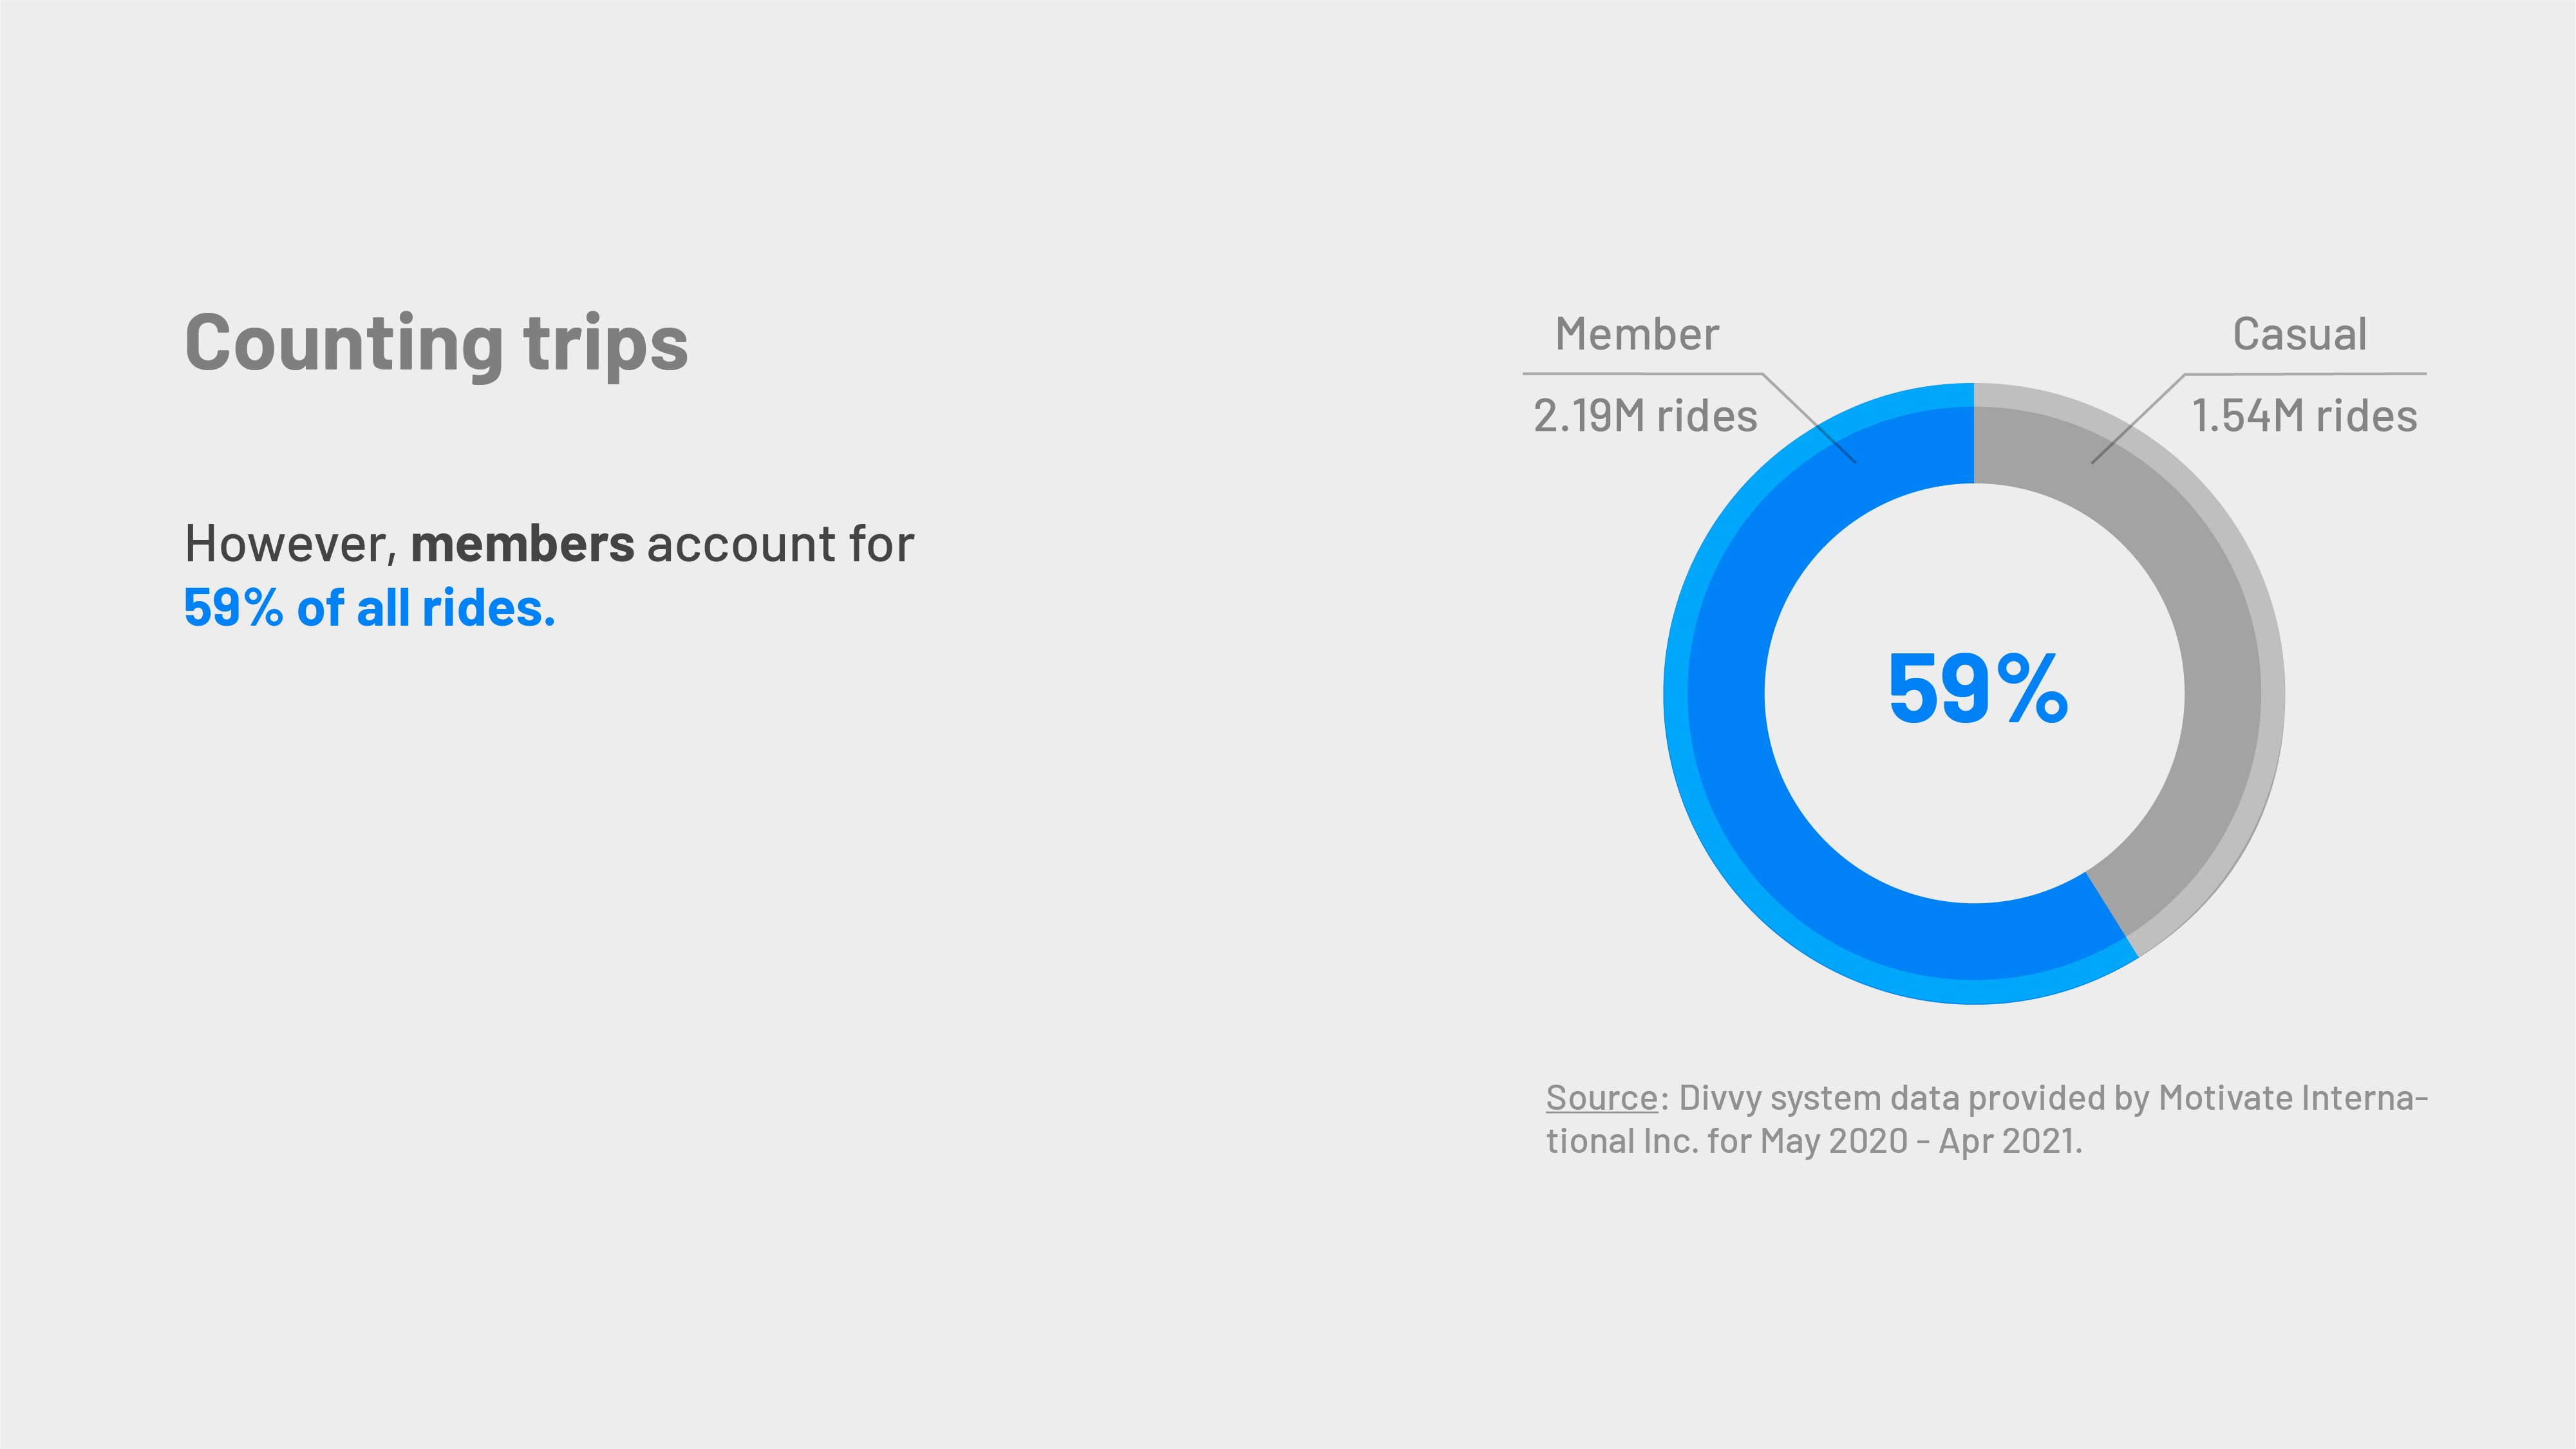 Counting trips
However, members account for
59% of all rides.
Member
2.19M rides
Casual
1.54M rides
59%
Source: Divvy system data provided by Motivate Interna-
tional Inc. for May 2020 - Apr 2021.